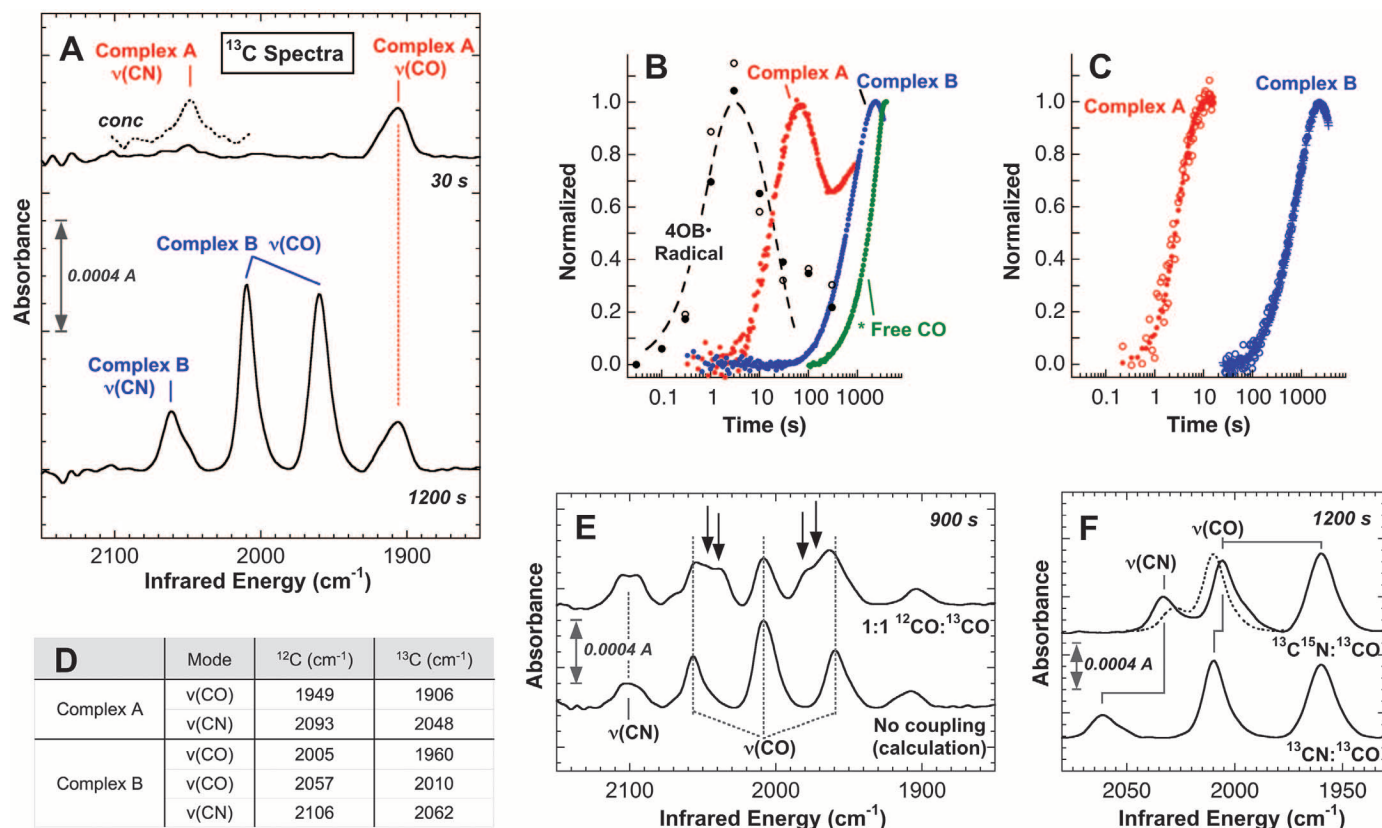 A
¹³C Spectra
Complex A
ν(CN)
Complex A
ν(CO)
conc
30 s
0.0004 A
Complex B ν(CO)
Complex B
ν(CN)
1200 s
Absorbance
2100 2000 1900
Infrared Energy (cm⁻¹)
B
Complex A
Complex B
4OB•
Radical
* Free CO
Normalized
1.0
0.8
0.6
0.4
0.2
0.0
0.1 1 10 100 1000
Time (s)
C
Complex A
Complex B
Normalized
1.0
0.8
0.6
0.4
0.2
0.0
0.1 1 10 100 1000
Time (s)
D Mode ¹²C (cm⁻¹) ¹³C (cm⁻¹)
Complex A ν(CO) 1949 1906
ν(CN) 2093 2048
Complex B ν(CO) 2005 1960
ν(CO) 2057 2010
ν(CN) 2106 2062
E
900 s
1:1 ¹²CO:¹³CO
0.0004 A
ν(CN)
ν(CO)
No coupling
(calculation)
Absorbance
2100 2000 1900
Infrared Energy (cm⁻¹)
F
1200 s
ν(CO)
ν(CN)
¹³C¹⁵N:¹³CO
0.0004 A
¹³CN:¹³CO
Absorbance
2050 2000 1950
Infrared Energy (cm⁻¹)